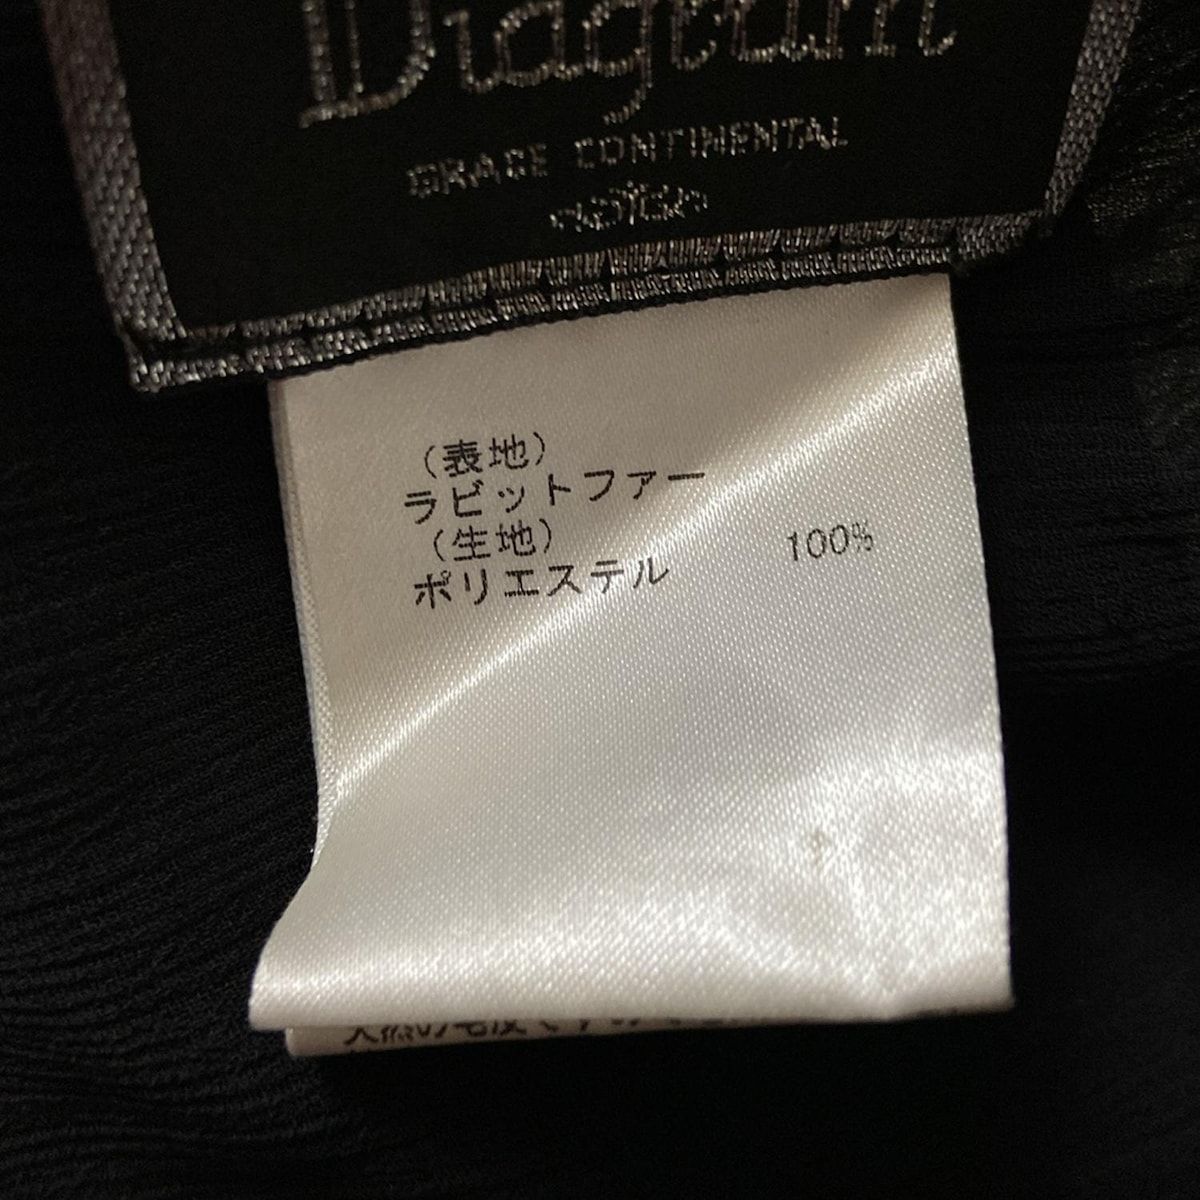 Diagram
GRACE CONTINENTAL
(表地)
ラビットファー
(生地)
ポリエステル 100%